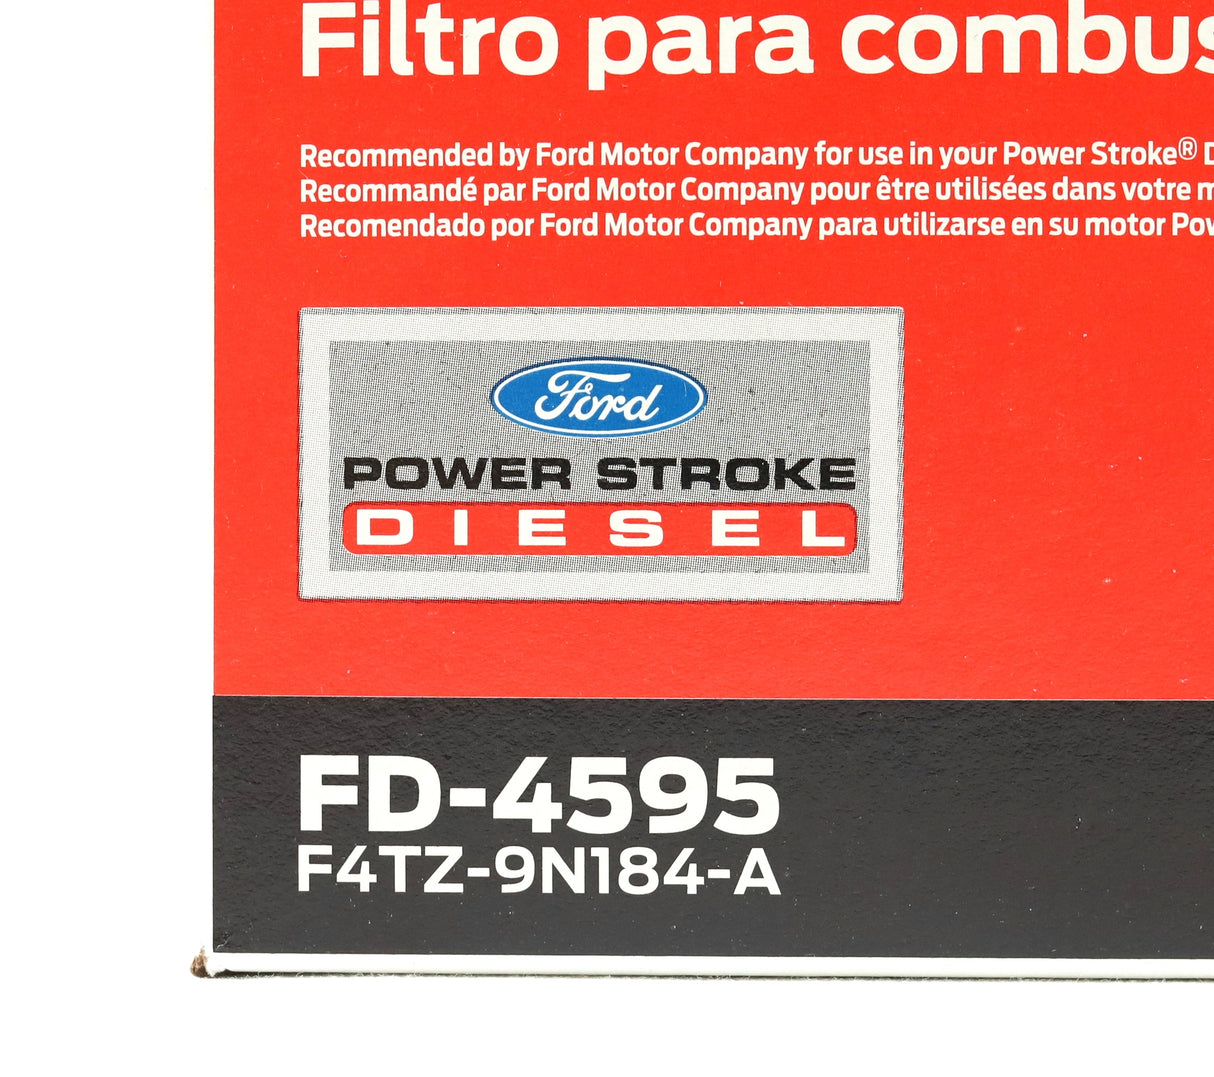 Filtro para combus
Recommended by Ford Motor Company for use in your Power Stroke®
Recommandé par Ford Motor Company pour être utilisées dans votre
Recomendado por Ford Motor Company para utilizarse en su motor
Ford
POWER STROKE
DIESEL
FD-4595
F4TZ-9N184-A